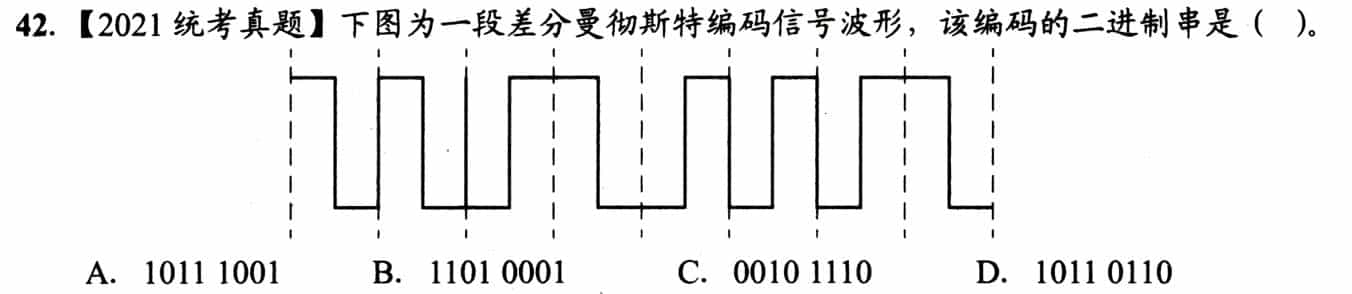 42.【2021 统考真题】下图为一段差分曼彻斯特编码信号波形，该编码的二进制串是（ ）。
A. 1011 1001 B. 1101 0001 C. 0010 1110 D. 1011 0110